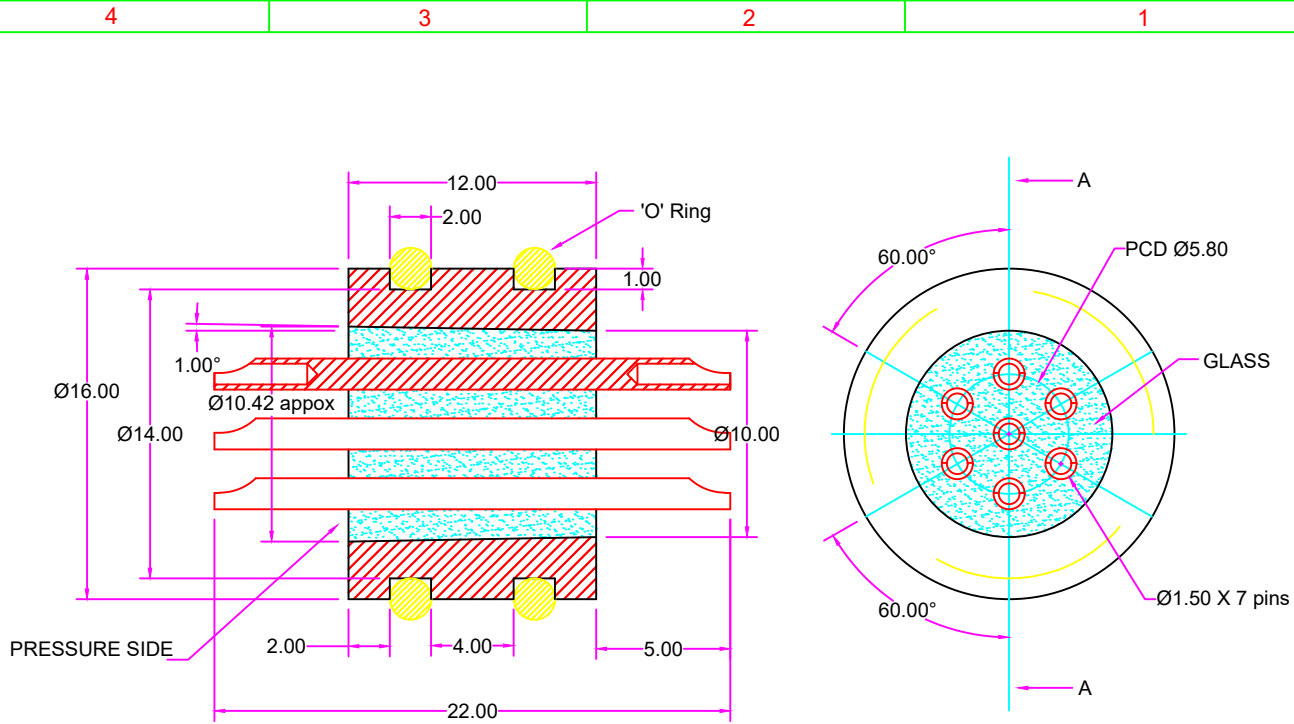 4 3 2 1
12.00
2.00
'O' Ring
1.00
1.00°
Ø16.00
Ø10.42 appox
Ø14.00
Ø10.00
PRESSURE SIDE
2.00
4.00
5.00
22.00
A
60.00°
PCD Ø5.80
GLASS
Ø1.50 X 7 pins
60.00°
A